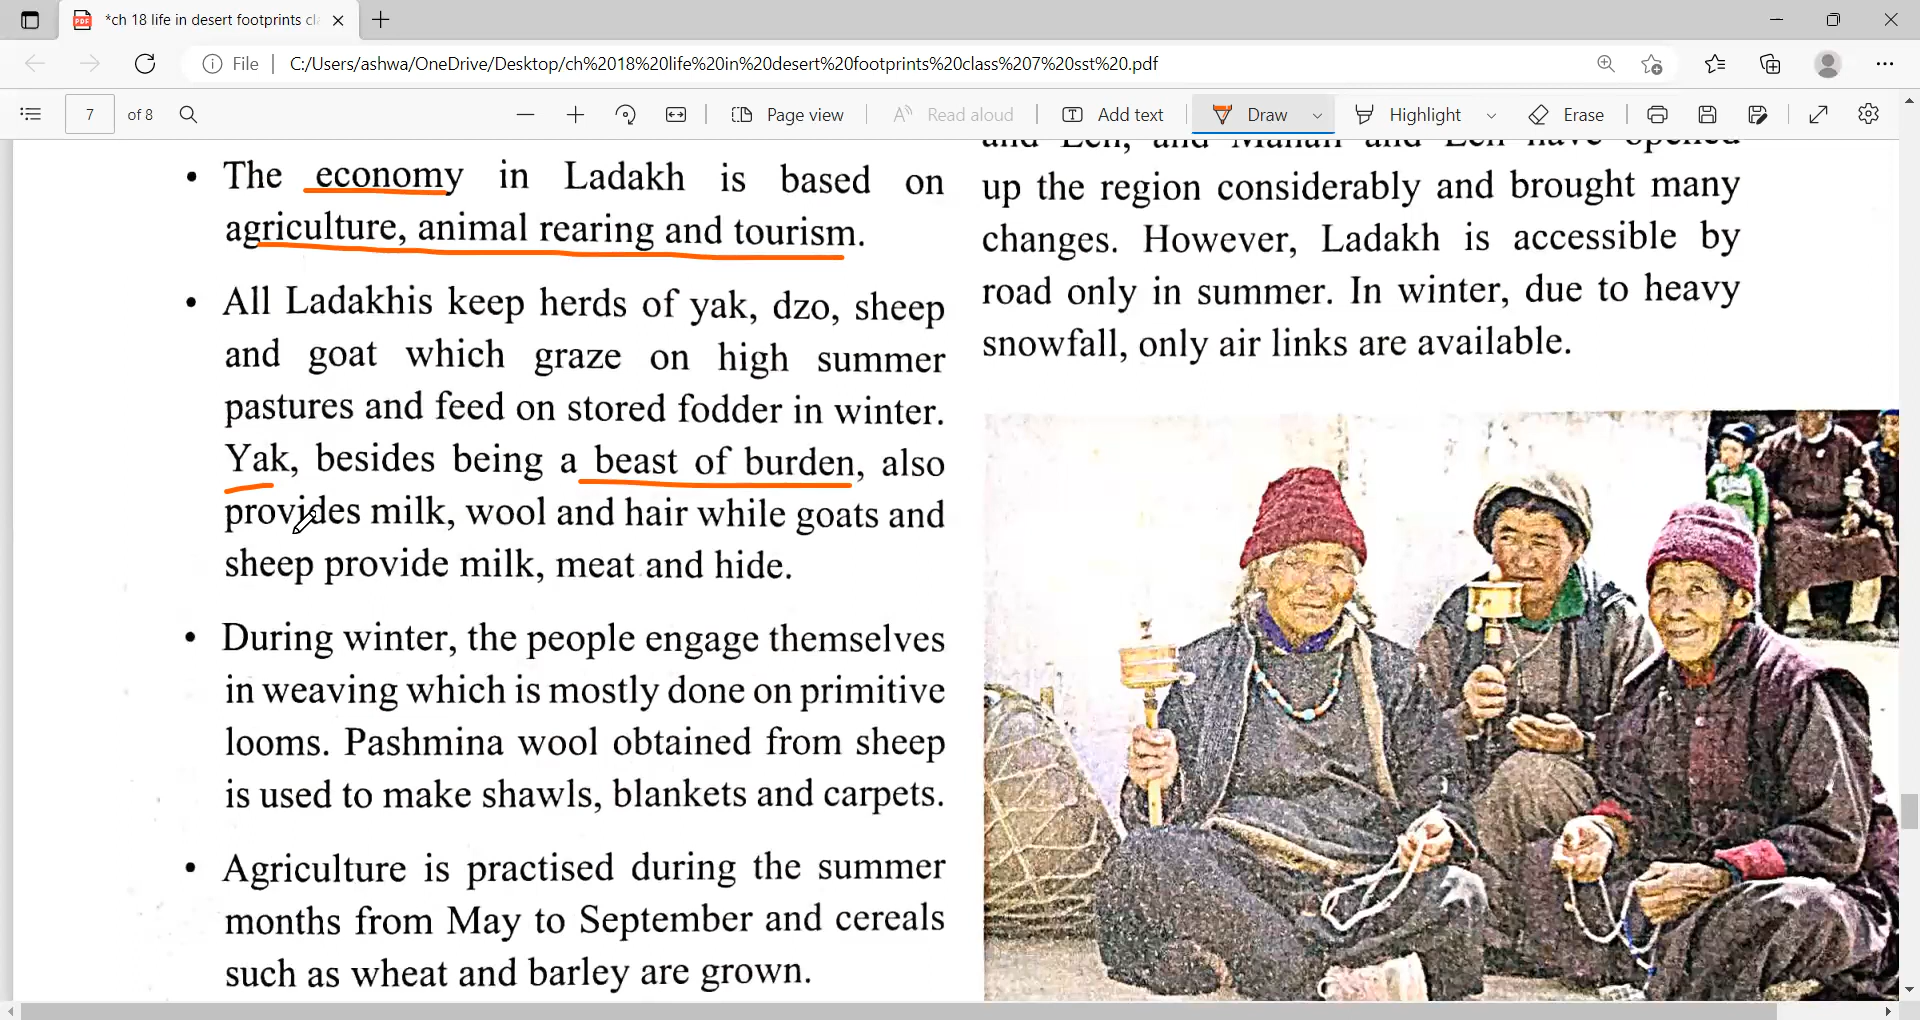 *ch 18 life in desert footprints cl
File
C:/Users/ashwa/OneDrive/Desktop/ch%2018%20life%20in%20desert%20footprints%20class%207%20sst%20.pdf
7 of 8
Page view
Read aloud
Add text
Draw
Highlight
Erase
• The economy in Ladakh is based on
agriculture, animal rearing and tourism.
• All Ladakhis keep herds of yak, dzo, sheep
and goat which graze on high summer
pastures and feed on stored fodder in winter.
Yak, besides being a beast of burden, also
provides milk, wool and hair while goats and
sheep provide milk, meat and hide.
• During winter, the people engage themselves
in weaving which is mostly done on primitive
looms. Pashmina wool obtained from sheep
is used to make shawls, blankets and carpets.
• Agriculture is practised during the summer
months from May to September and cereals
such as wheat and barley are grown.
and Leh, and Manali and Leh have opened
up the region considerably and brought many
changes. However, Ladakh is accessible by
road only in summer. In winter, due to heavy
snowfall, only air links are available.